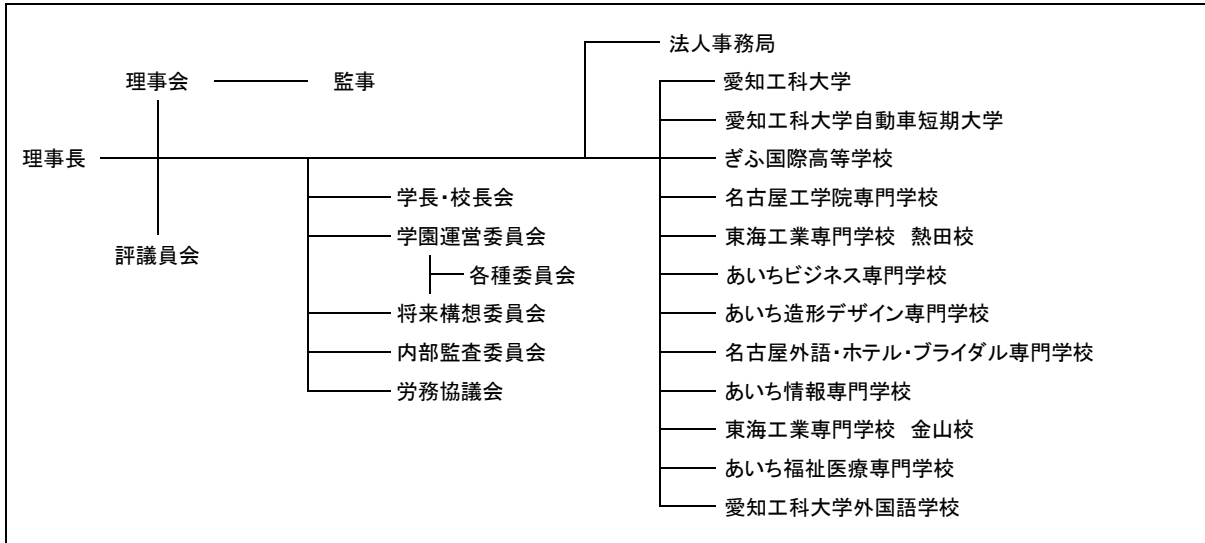 法人事務局
理事会
監事
愛知工科大学
愛知工科大学自動車短期大学
理事長
ぎふ国際高等学校
学長・校長会
名古屋工学院専門学校
学園運営委員会
東海工業専門学校 熱田校
評議員会
各種委員会
あいちビジネス専門学校
将来構想委員会
あいち造形デザイン専門学校
内部監査委員会
名古屋外語・ホテル・ブライダル専門学校
労務協議会
あいち情報専門学校
東海工業専門学校 金山校
あいち福祉医療専門学校
愛知工科大学外国語学校